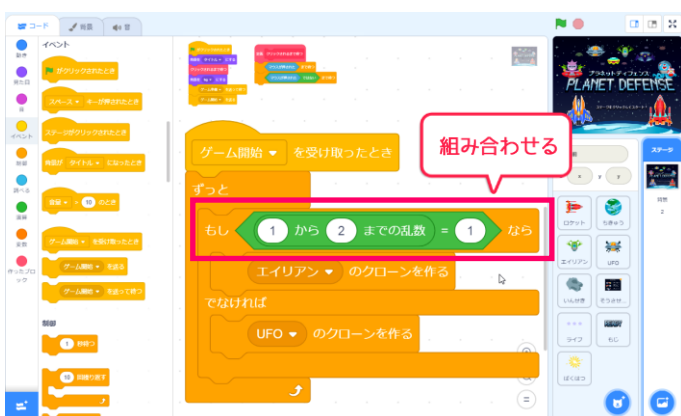 コード
背景
音
イベント
動き
見た目
音
イベント
制御
調べる
演算
変数
作ったブロ
ック
が押されたとき
スペース キーが押されたとき
ステージがクリックされたとき
背景が タイトル になったとき
音量 > 10 のとき
ゲーム開始 を受け取ったとき
ゲーム開始 を送る
ゲーム開始 を送って待つ
制御
1 秒待つ
10 回繰り返す
ゲーム開始 を受け取ったとき
ずっと
もし 1 から 2 までの乱数 = 1 なら
エイリアン のクローンを作る
でなければ
UFO のクローンを作る
組み合わせる
プラネットディフェンス
PLANET DEFENSE
x y y
ステージ
背景
2
ロケット
ちきゅう
エイリアン
UFO
いんせき
そうさせ...
ライフ
もじ
ばくはつ